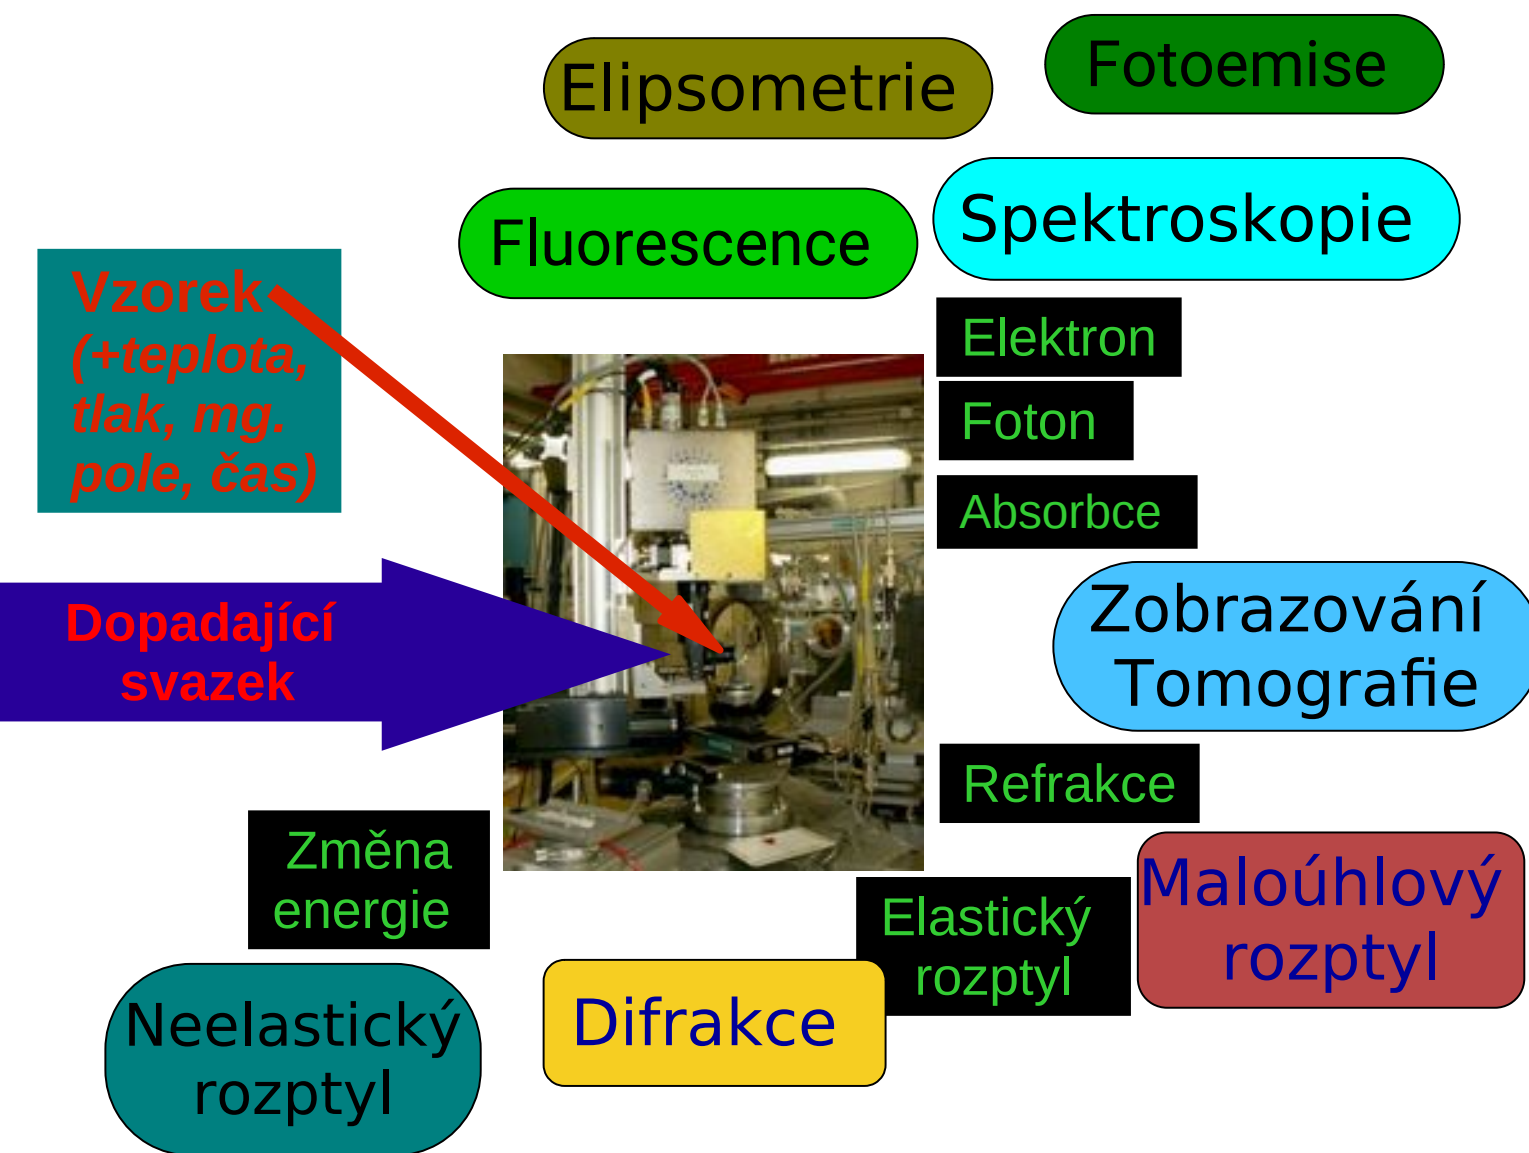 Elipsometrie
Fotoemise
Fluorescence
Spektroskopie
Vzorek
(+teplota,
tlak, mg.
pole, čas)
Elektron
Foton
Absorbce
Dopadající
svazek
Zobrazování
Tomografie
Refrakce
Změna
energie
Elastický
rozptyl
Maloúhlový
rozptyl
Neelastický
rozptyl
Difrakce